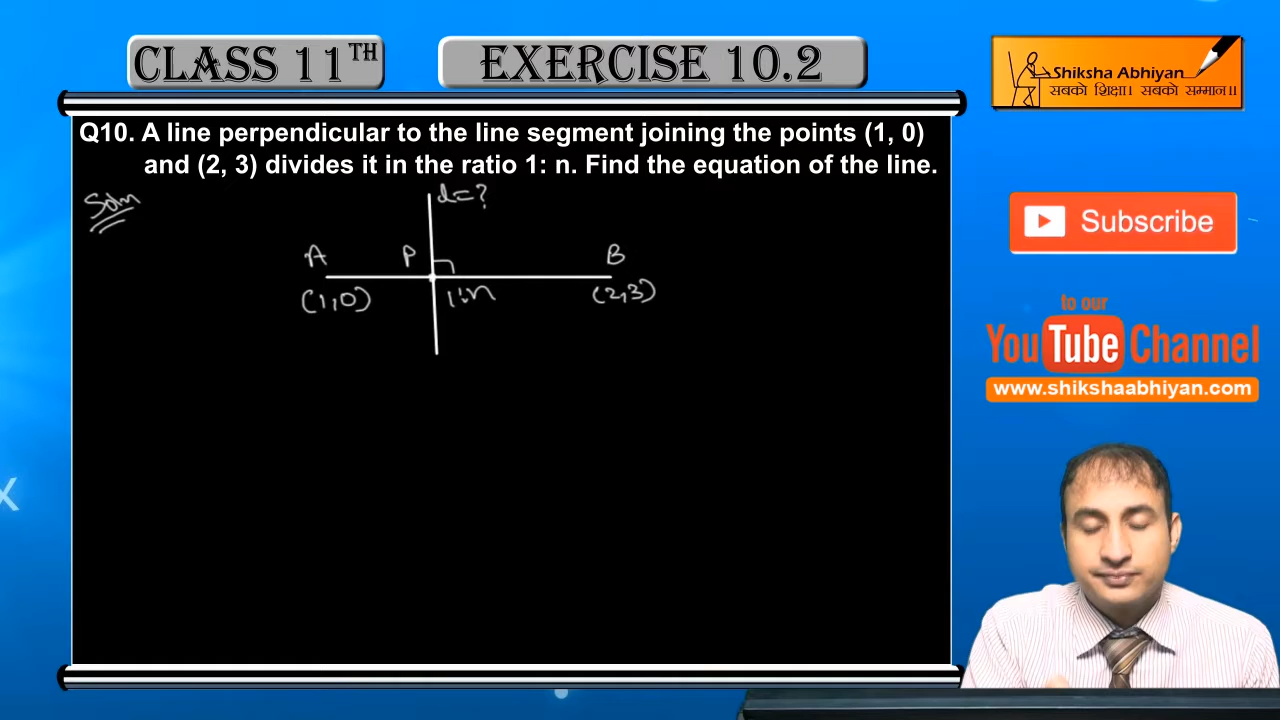 CLASS 11TH
EXERCISE 10.2
Shiksha Abhiyan
सबको शिक्षा। सबको सम्मान।।
Q10. A line perpendicular to the line segment joining the points (1, 0)
and (2, 3) divides it in the ratio 1: n. Find the equation of the line.
Soln
l=?
A P B
(1,0) 1:n (2,3)
Subscribe
to our
YouTube Channel
www.shikshaabhiyan.com
x